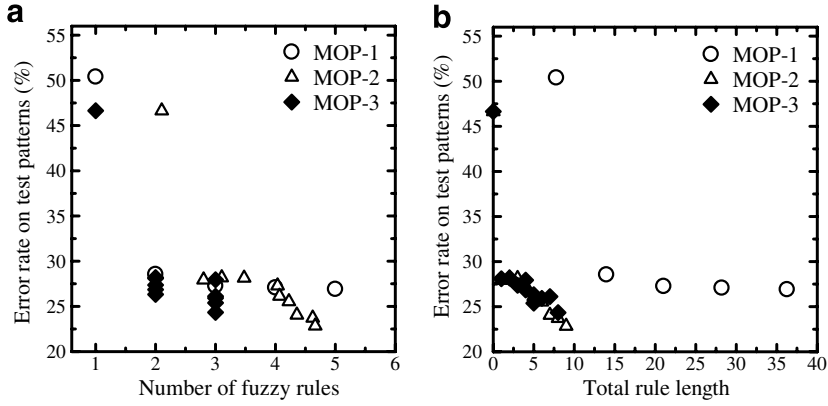 a
Error rate on test patterns (%)
55
50
45
40
35
30
25
20
1 2 3 4 5 6
Number of fuzzy rules
MOP-1
MOP-2
MOP-3
b
Error rate on test patterns (%)
55
50
45
40
35
30
25
20
0 5 10 15 20 25 30 35 40
Total rule length
MOP-1
MOP-2
MOP-3